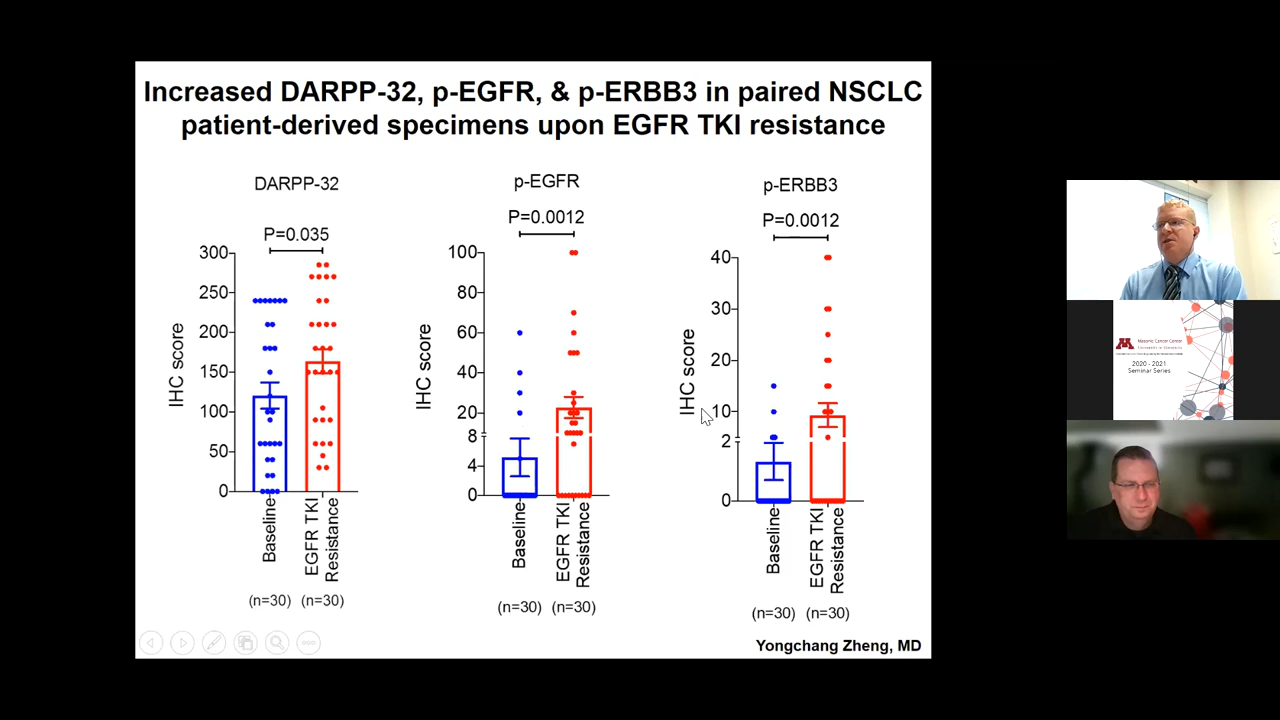 Increased DARPP-32, p-EGFR, & p-ERBB3 in paired NSCLC
patient-derived specimens upon EGFR TKI resistance
DARPP-32
P=0.035
300
250
200
150
100
50
0
IHC score
Baseline
EGFR TKI
Resistance
(n=30) (n=30)
p-EGFR
P=0.0012
100
80
60
40
20
8
4
0
IHC score
Baseline
EGFR TKI
Resistance
(n=30) (n=30)
p-ERBB3
P=0.0012
40
30
20
10
2
0
IHC score
Baseline
EGFR TKI
Resistance
(n=30) (n=30)
Yongchang Zheng, MD
Masonic Cancer Center
2020 - 2021
Seminar Series